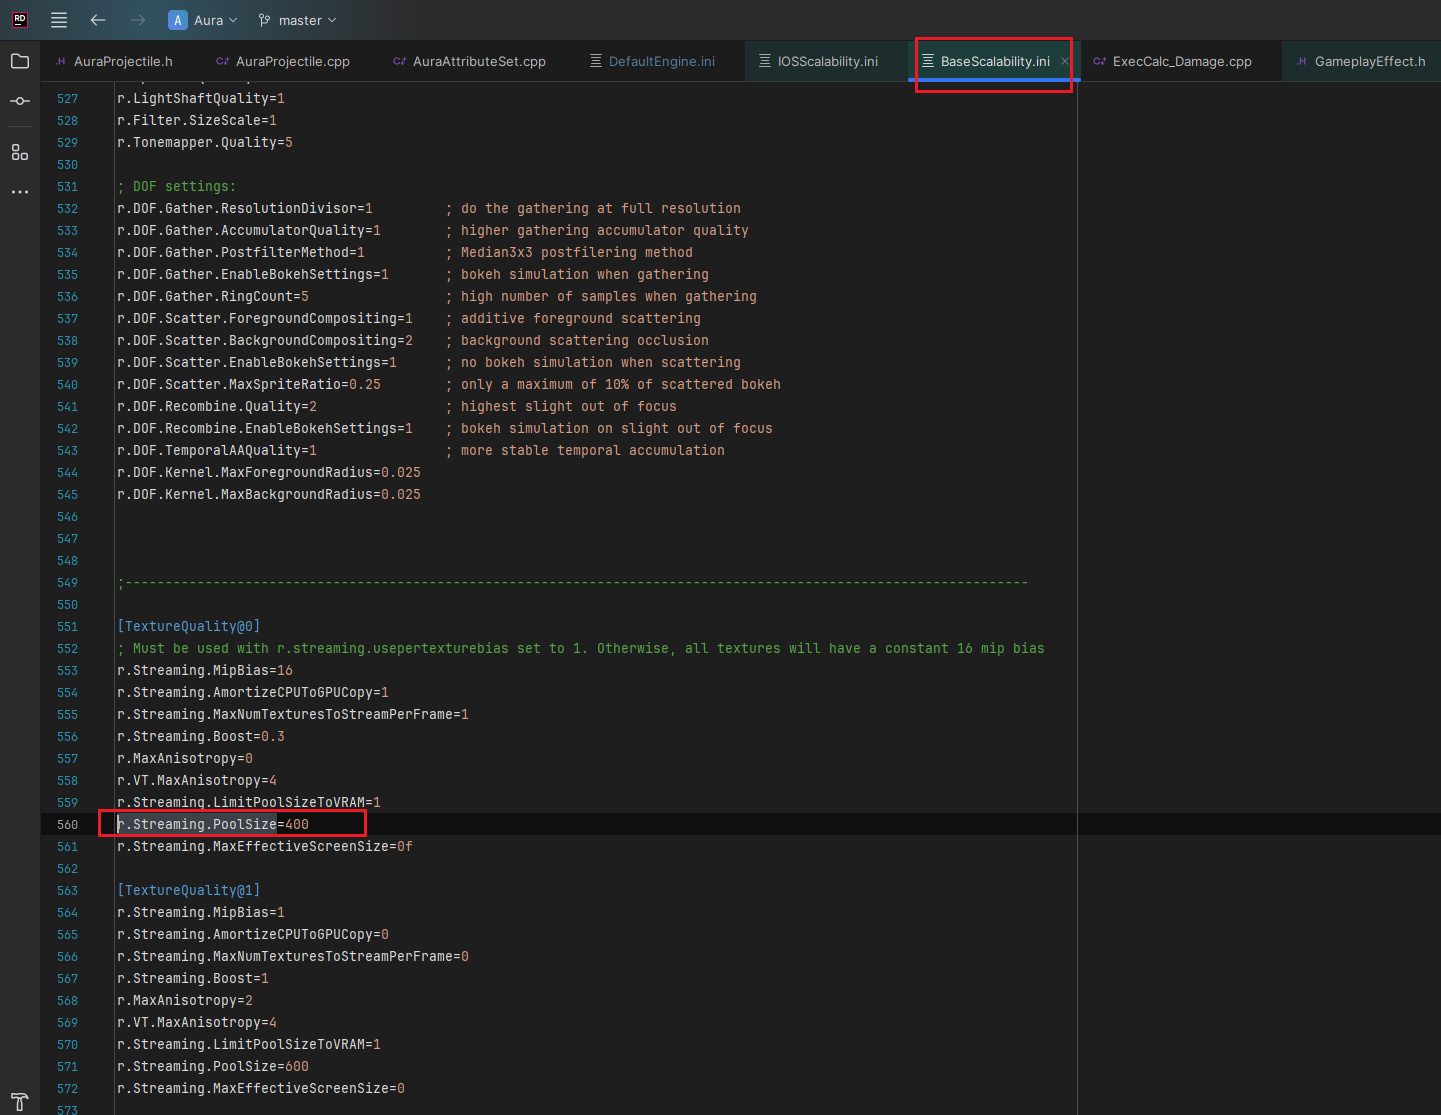 RD
A Aura master
.H AuraProjectile.h C+ AuraProjectile.cpp C+ AuraAttributeSet.cpp DefaultEngine.ini IOSScalability.ini BaseScalability.ini × C+ ExecCalc_Damage.cpp .H GameplayEffect.h
527 r.LightShaftQuality=1
528 r.Filter.SizeScale=1
529 r.Tonemapper.Quality=5
530
531 ; DOF settings:
532 r.DOF.Gather.ResolutionDivisor=1 ; do the gathering at full resolution
533 r.DOF.Gather.AccumulatorQuality=1 ; higher gathering accumulator quality
534 r.DOF.Gather.PostfilterMethod=1 ; Median3x3 postfilering method
535 r.DOF.Gather.EnableBokehSettings=1 ; bokeh simulation when gathering
536 r.DOF.Gather.RingCount=5 ; high number of samples when gathering
537 r.DOF.Scatter.ForegroundCompositing=1 ; additive foreground scattering
538 r.DOF.Scatter.BackgroundCompositing=2 ; background scattering occlusion
539 r.DOF.Scatter.EnableBokehSettings=1 ; no bokeh simulation when scattering
540 r.DOF.Scatter.MaxSpriteRatio=0.25 ; only a maximum of 10% of scattered bokeh
541 r.DOF.Recombine.Quality=2 ; highest slight out of focus
542 r.DOF.Recombine.EnableBokehSettings=1 ; bokeh simulation on slight out of focus
543 r.DOF.TemporalAAQuality=1 ; more stable temporal accumulation
544 r.DOF.Kernel.MaxForegroundRadius=0.025
545 r.DOF.Kernel.MaxBackgroundRadius=0.025
546
547
548
549 ;-----------------------------------------------------------------------------------------------------------------
550
551 [TextureQuality@0]
552 ; Must be used with r.streaming.usepertexturebias set to 1. Otherwise, all textures will have a constant 16 mip bias
553 r.Streaming.MipBias=16
554 r.Streaming.AmortizeCPUToGPUCopy=1
555 r.Streaming.MaxNumTexturesToStreamPerFrame=1
556 r.Streaming.Boost=0.3
557 r.MaxAnisotropy=0
558 r.VT.MaxAnisotropy=4
559 r.Streaming.LimitPoolSizeToVRAM=1
560 r.Streaming.PoolSize=400
561 r.Streaming.MaxEffectiveScreenSize=0f
562
563 [TextureQuality@1]
564 r.Streaming.MipBias=1
565 r.Streaming.AmortizeCPUToGPUCopy=0
566 r.Streaming.MaxNumTexturesToStreamPerFrame=0
567 r.Streaming.Boost=1
568 r.MaxAnisotropy=2
569 r.VT.MaxAnisotropy=4
570 r.Streaming.LimitPoolSizeToVRAM=1
571 r.Streaming.PoolSize=600
572 r.Streaming.MaxEffectiveScreenSize=0
573